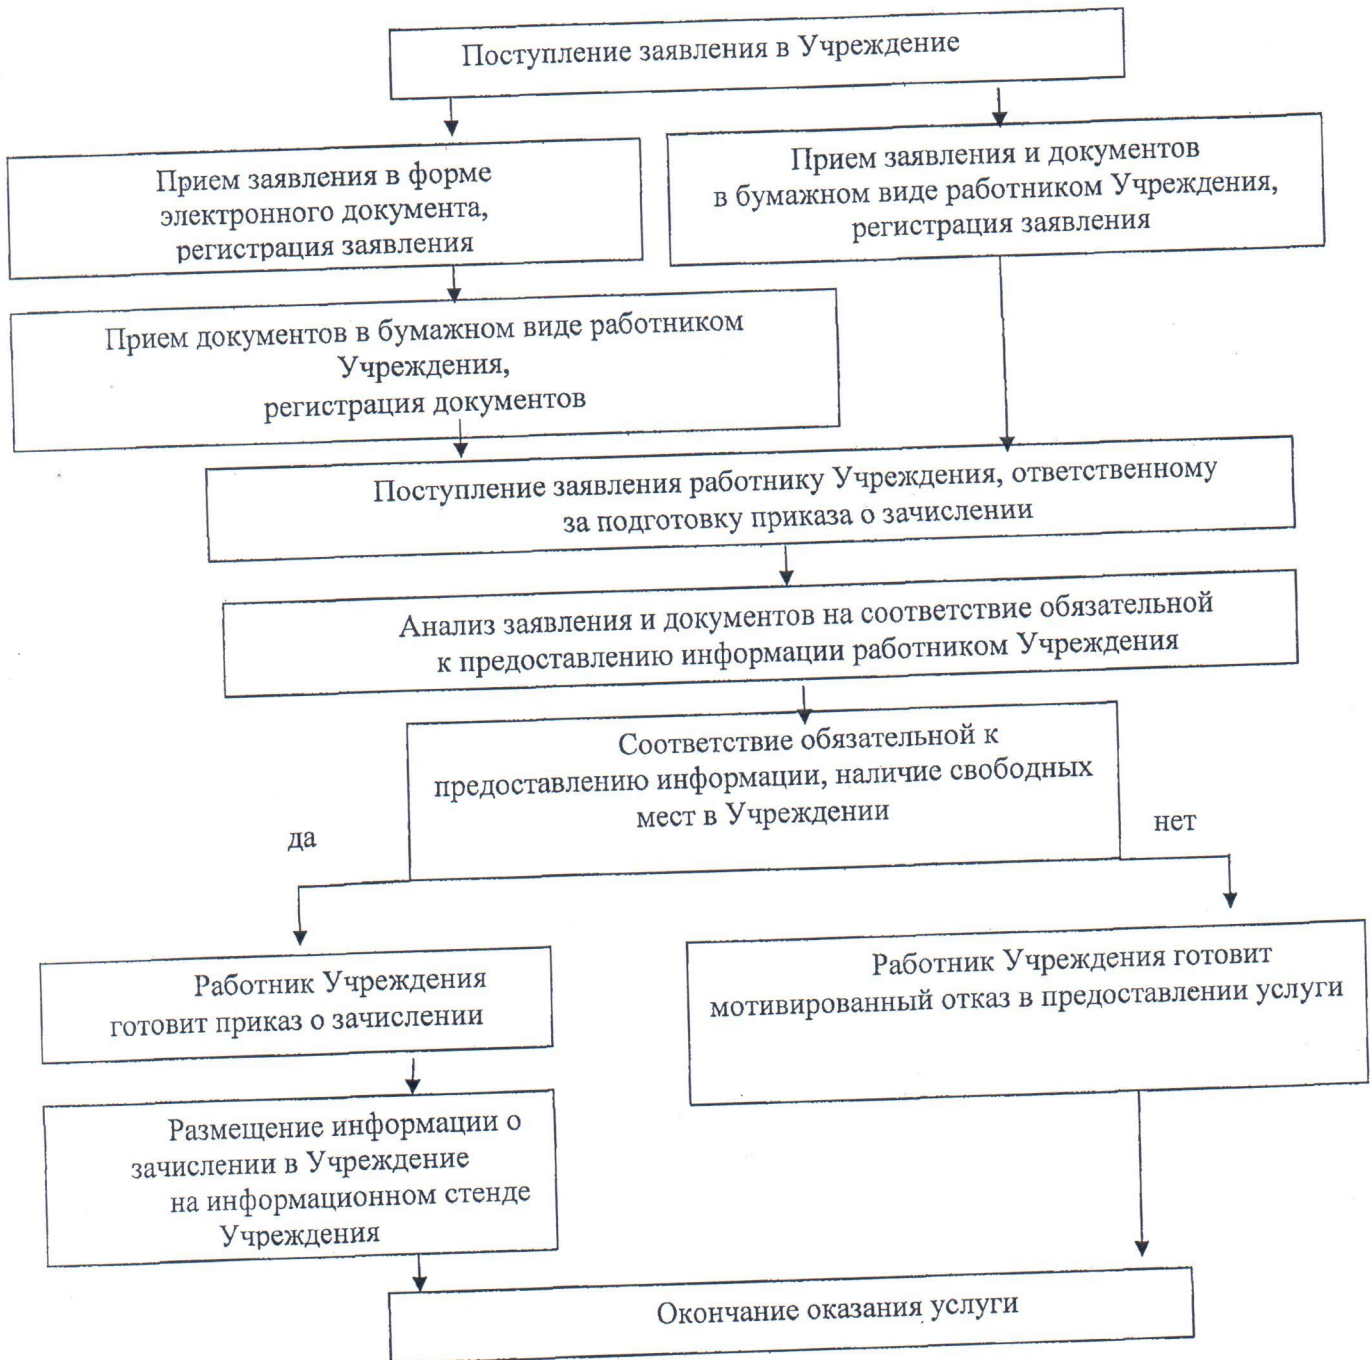 Поступление заявления в Учреждение
Прием заявления в форме
электронного документа,
регистрация заявления
Прием заявления и документов
в бумажном виде работником Учреждения,
регистрация заявления
Прием документов в бумажном виде работником
Учреждения,
регистрация документов
Поступление заявления работнику Учреждения, ответственному
за подготовку приказа о зачислении
Анализ заявления и документов на соответствие обязательной
к предоставлению информации работником Учреждения
Соответствие обязательной к
предоставлению информации, наличие свободных
мест в Учреждении
да
нет
Работник Учреждения
готовит приказ о зачислении
Работник Учреждения готовит
мотивированный отказ в предоставлении услуги
Размещение информации о
зачислении в Учреждение
на информационном стенде
Учреждения
Окончание оказания услуги